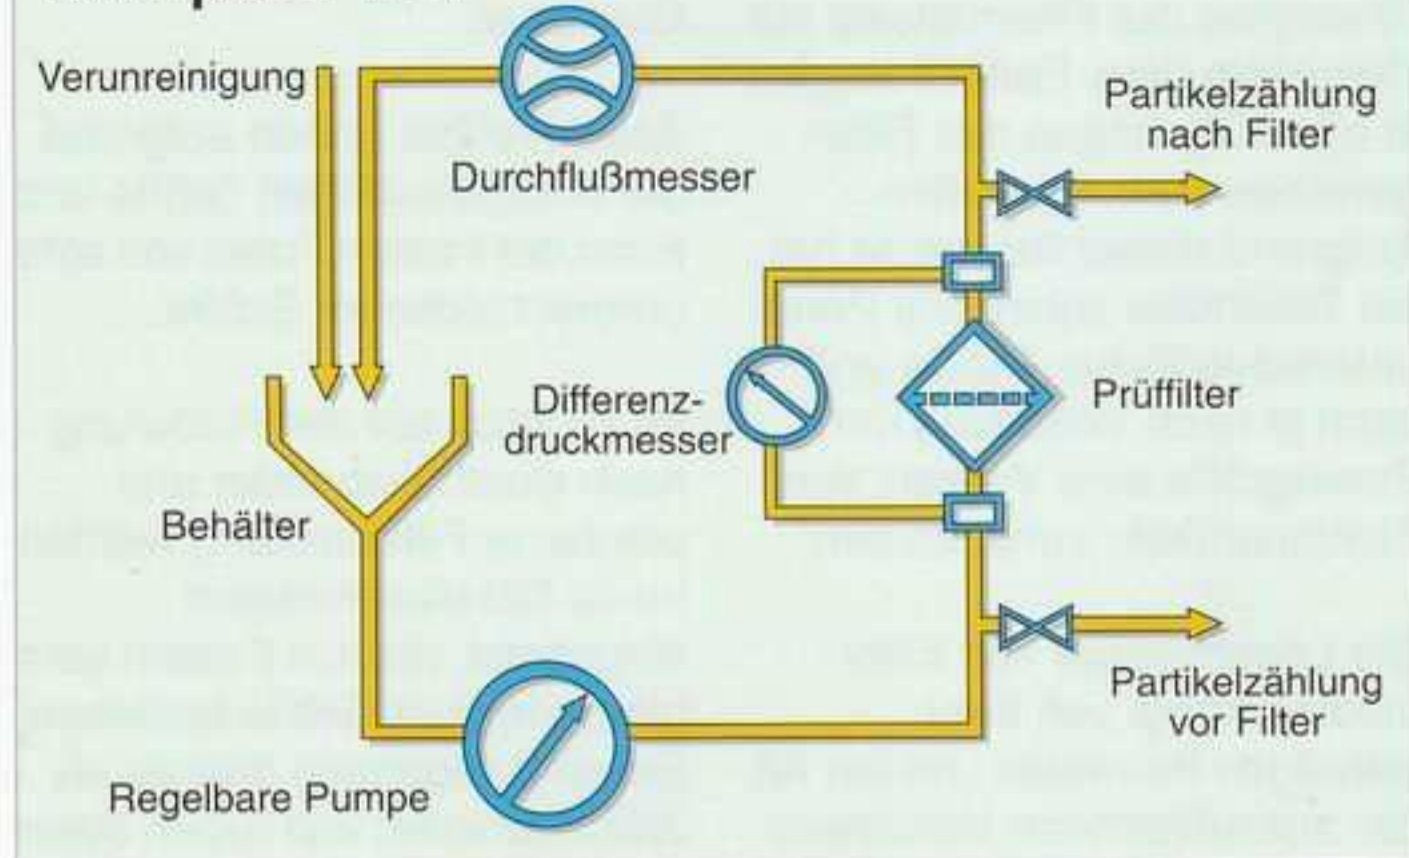 Verunreinigung
Durchflußmesser
Partikelzählung
nach Filter
Differenz-
druckmesser
Prüffilter
Behälter
Partikelzählung
vor Filter
Regelbare Pumpe